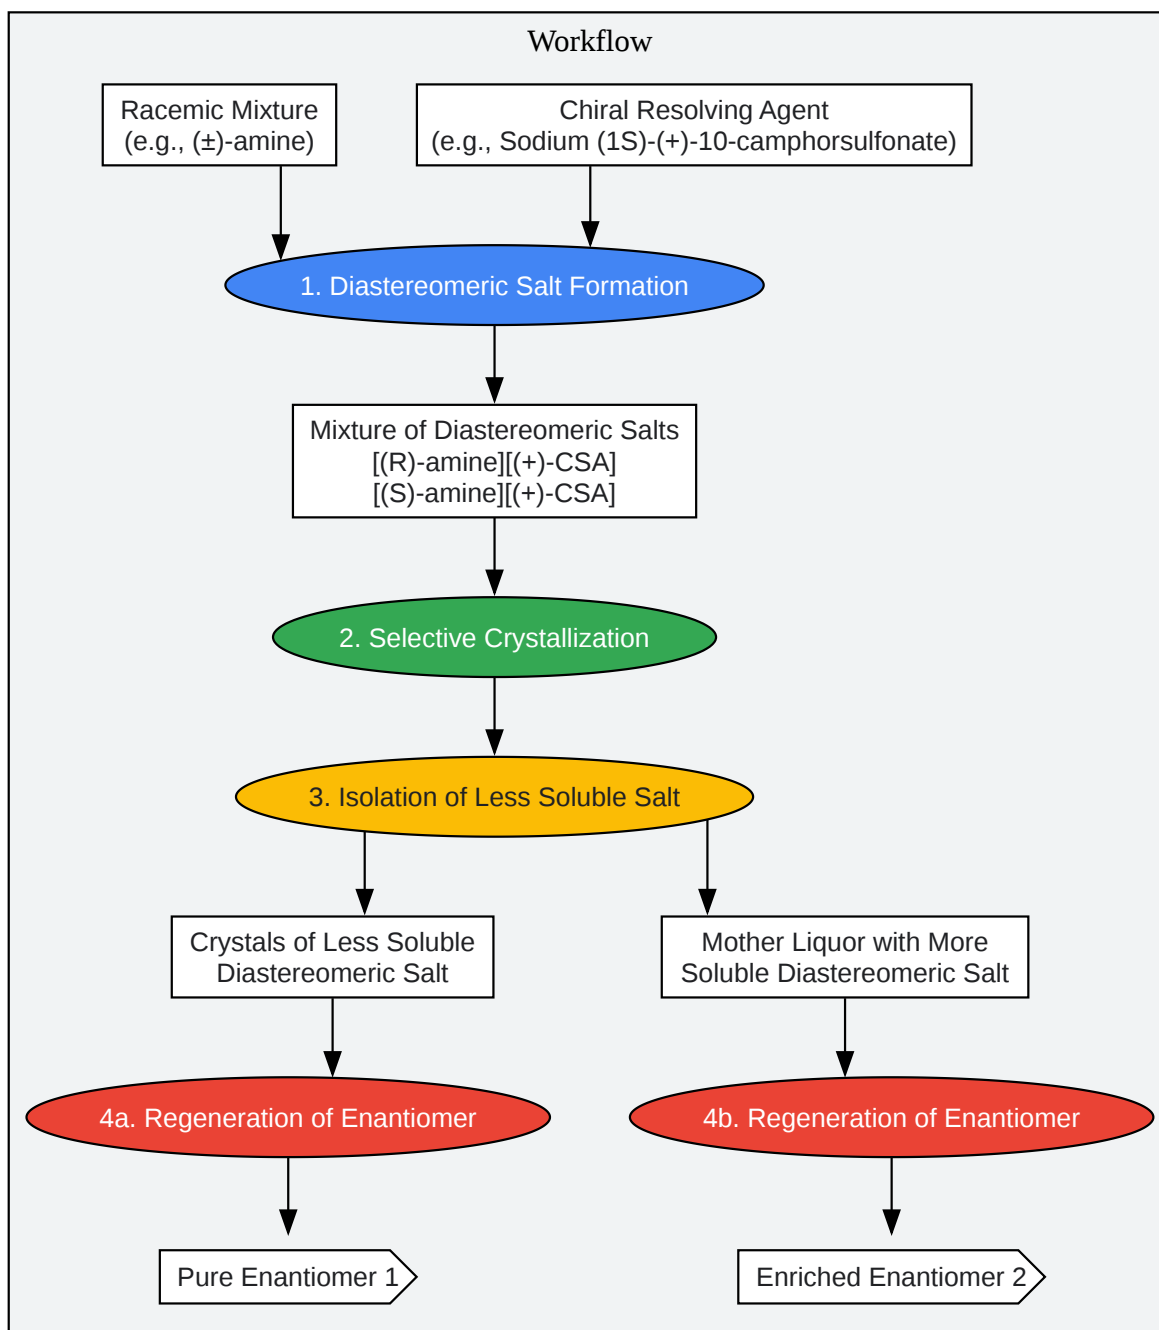 Workflow
Racemic Mixture
(e.g., (±)-amine)
Chiral Resolving Agent
(e.g., Sodium (1S)-(+)-10-camphorsulfonate)
1. Diastereomeric Salt Formation
Mixture of Diastereomeric Salts
[(R)-amine][(+)-CSA]
[(S)-amine][(+)-CSA]
2. Selective Crystallization
3. Isolation of Less Soluble Salt
Crystals of Less Soluble
Diastereomeric Salt
Mother Liquor with More
Soluble Diastereomeric Salt
4a. Regeneration of Enantiomer
4b. Regeneration of Enantiomer
Pure Enantiomer 1
Enriched Enantiomer 2